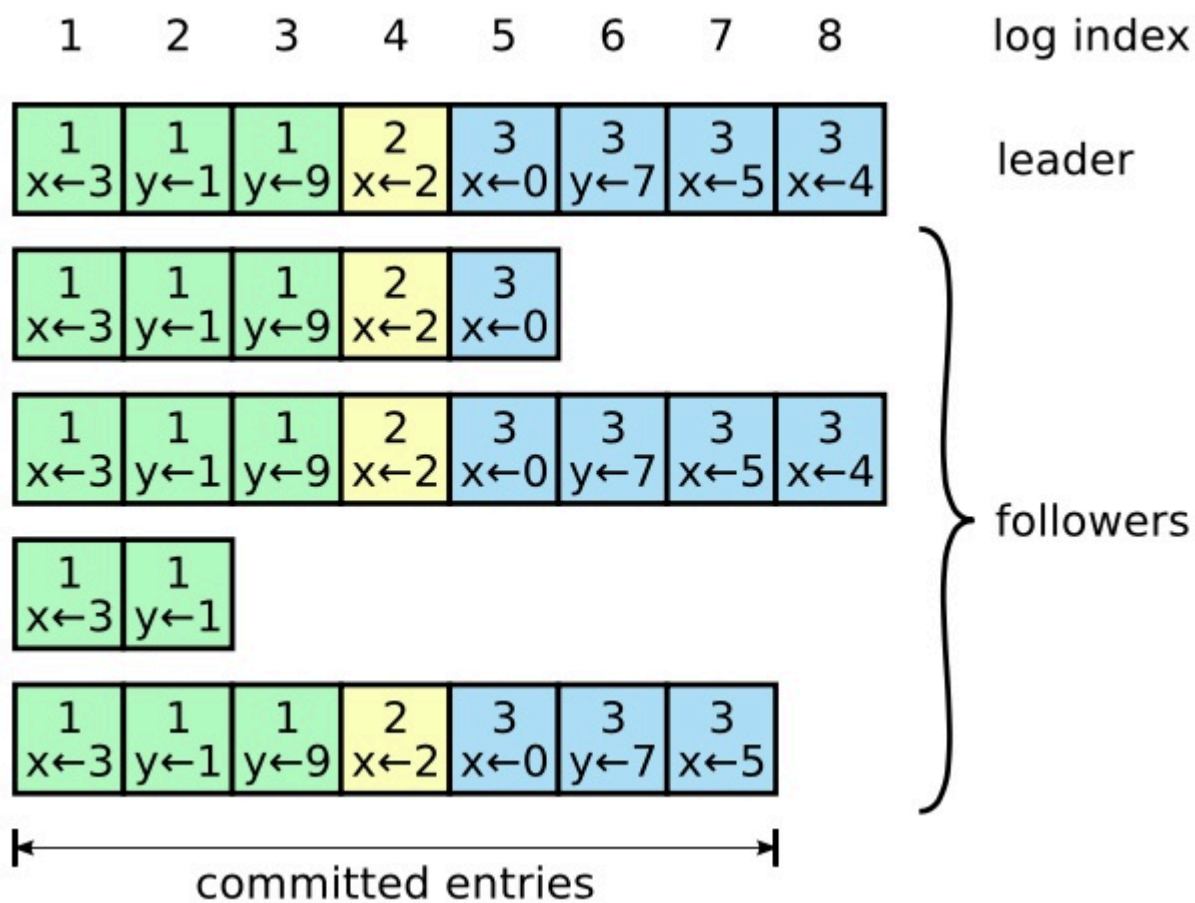 1 2 3 4 5 6 7 8 log index
1 1 1 2 3 3 3 3
x←3 y←1 y←9 x←2 x←0 y←7 x←5 x←4
leader
1 1 1 2 3
x←3 y←1 y←9 x←2 x←0
1 1 1 2 3 3 3 3
x←3 y←1 y←9 x←2 x←0 y←7 x←5 x←4
followers
1 1
x←3 y←1
1 1 1 2 3 3 3
x←3 y←1 y←9 x←2 x←0 y←7 x←5
committed entries